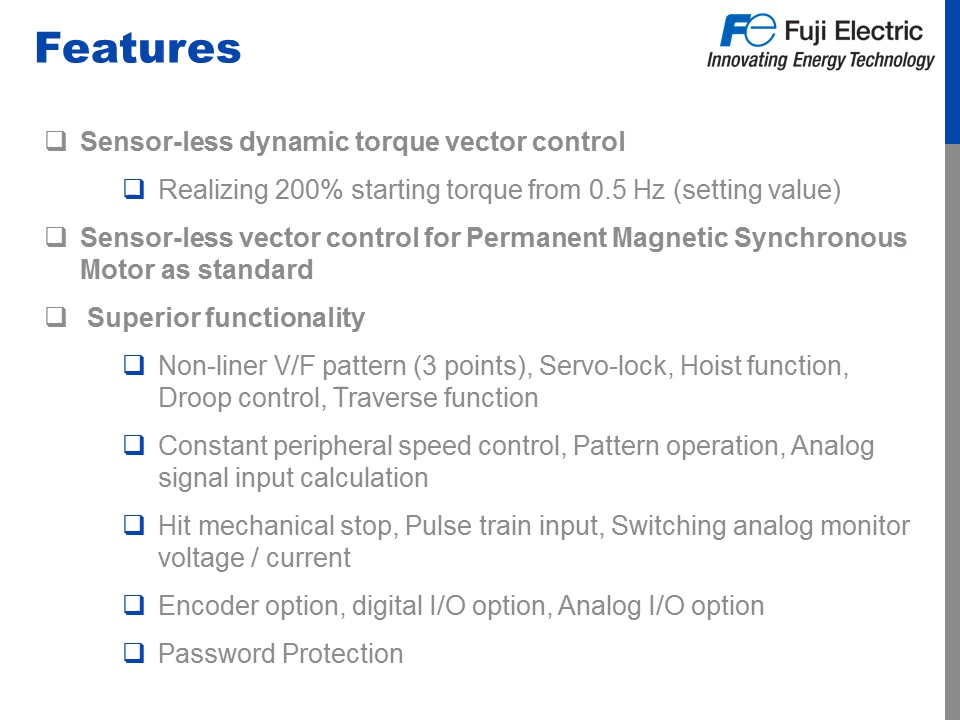 Features
Fe Fuji Electric
Innovating Energy Technology
Sensor-less dynamic torque vector control
Realizing 200% starting torque from 0.5 Hz (setting value)
Sensor-less vector control for Permanent Magnetic Synchronous
Motor as standard
Superior functionality
Non-liner V/F pattern (3 points), Servo-lock, Hoist function,
Droop control, Traverse function
Constant peripheral speed control, Pattern operation, Analog
signal input calculation
Hit mechanical stop, Pulse train input, Switching analog monitor
voltage / current
Encoder option, digital I/O option, Analog I/O option
Password Protection